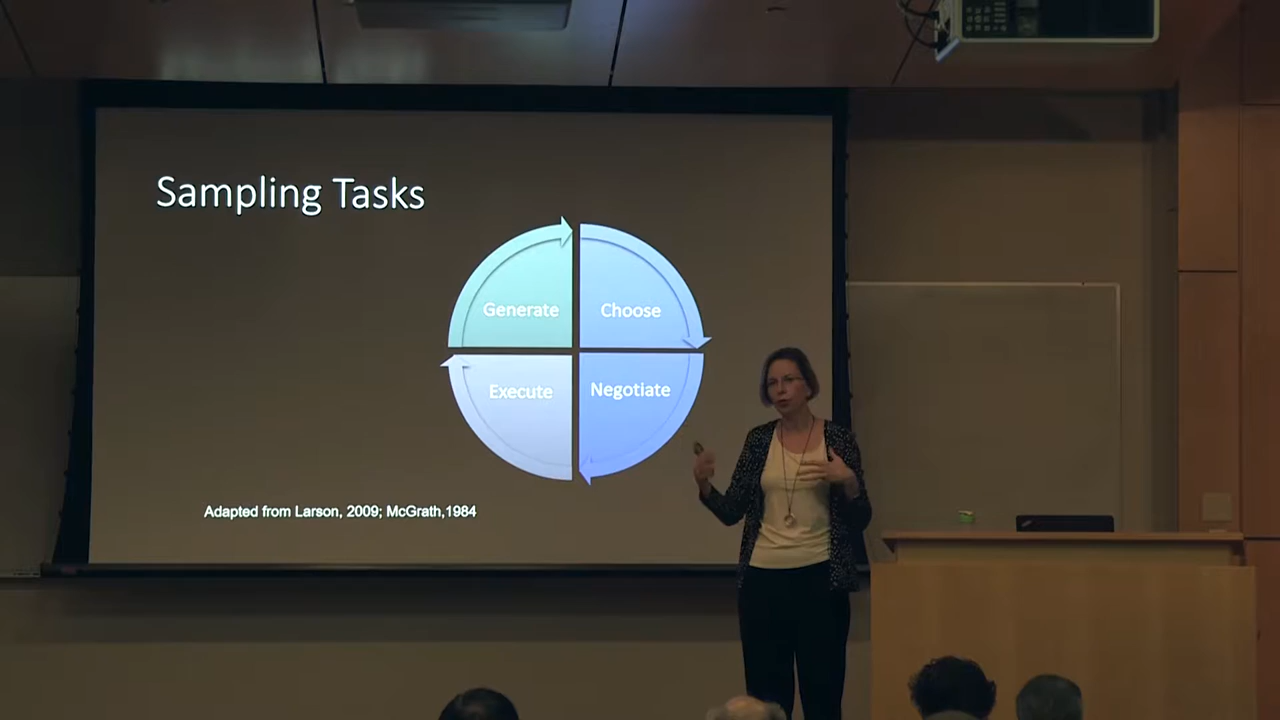 Sampling Tasks
Generate
Choose
Execute
Negotiate
Adapted from Larson, 2009; McGrath,1984